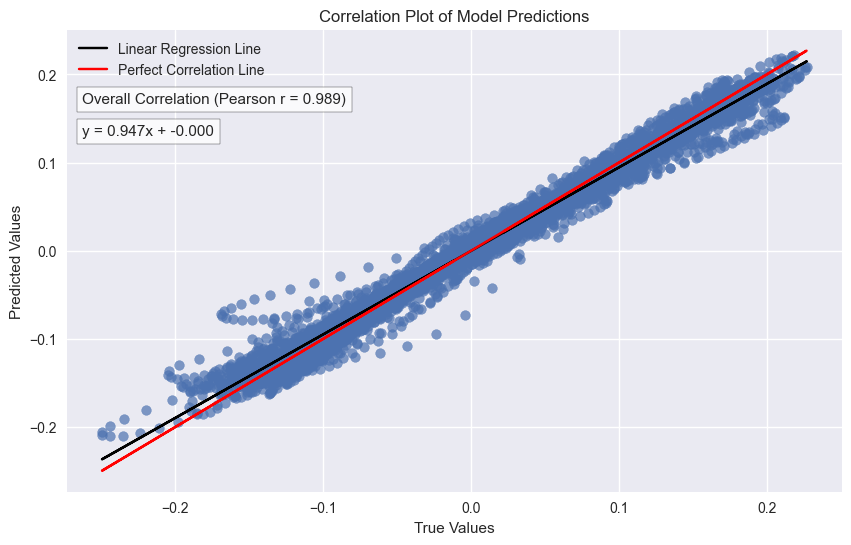 Correlation Plot of Model Predictions
Linear Regression Line
Perfect Correlation Line
Overall Correlation (Pearson r = 0.989)
y = 0.947x + -0.000
Predicted Values
0.2
0.1
0.0
−0.1
−0.2
−0.2 −0.1 0.0 0.1 0.2
True Values